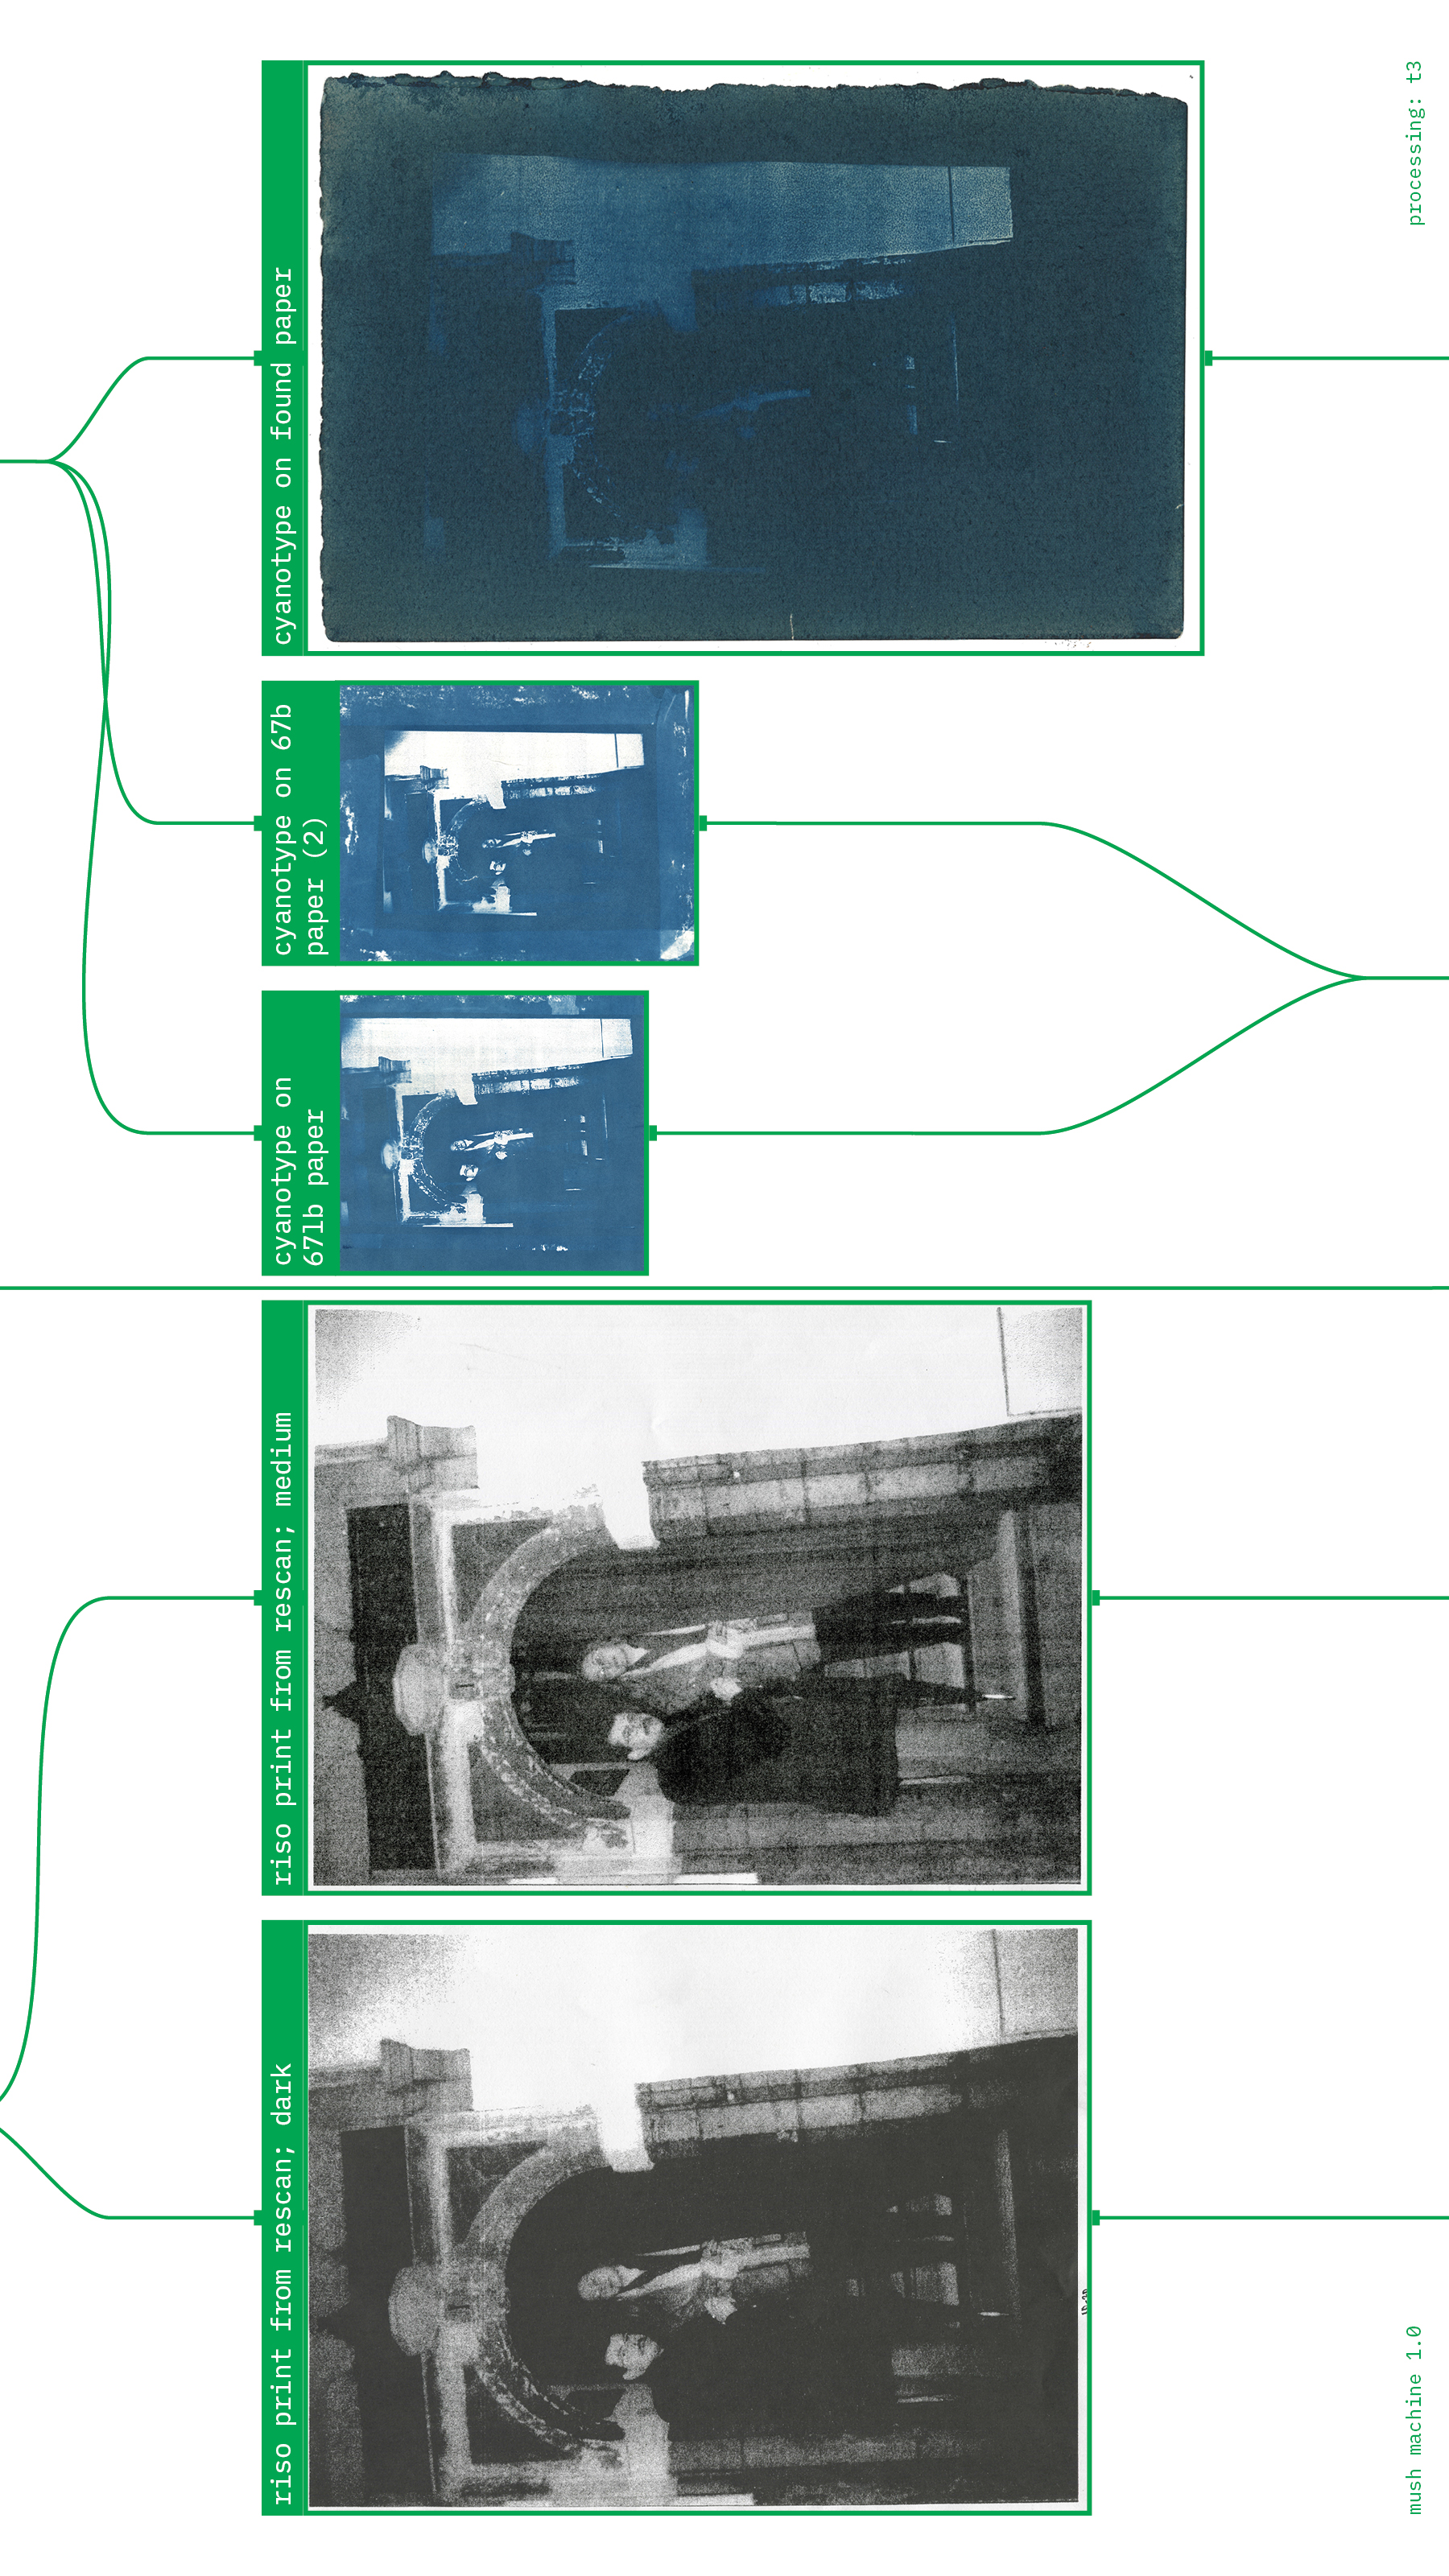 riso print from rescan; dark
riso print from rescan; medium
cyanotype on
67lb paper
cyanotype on 67b
paper (2)
cyanotype on found paper
mush machine 1.0
processing: t3